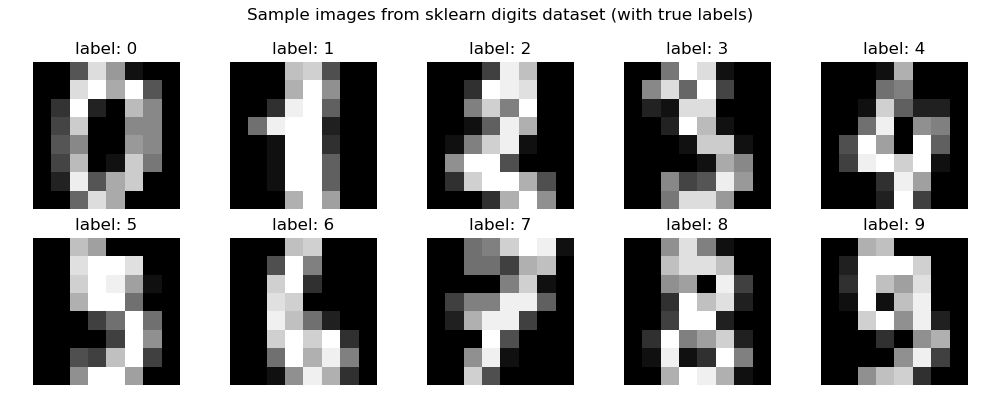 Sample images from sklearn digits dataset (with true labels)
label: 0 label: 1 label: 2 label: 3 label: 4
label: 5 label: 6 label: 7 label: 8 label: 9